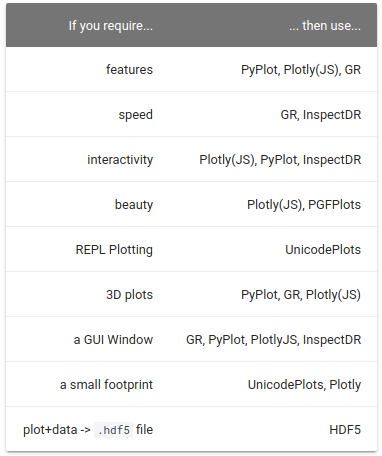 If you require... ... then use...
features PyPlot, Plotly(JS), GR
speed GR, InspectDR
interactivity Plotly(JS), PyPlot, InspectDR
beauty Plotly(JS), PGFPlots
REPL Plotting UnicodePlots
3D plots PyPlot, GR, Plotly(JS)
a GUI Window GR, PyPlot, PlotlyJS, InspectDR
a small footprint UnicodePlots, Plotly
plot+data -> .hdf5 file HDF5